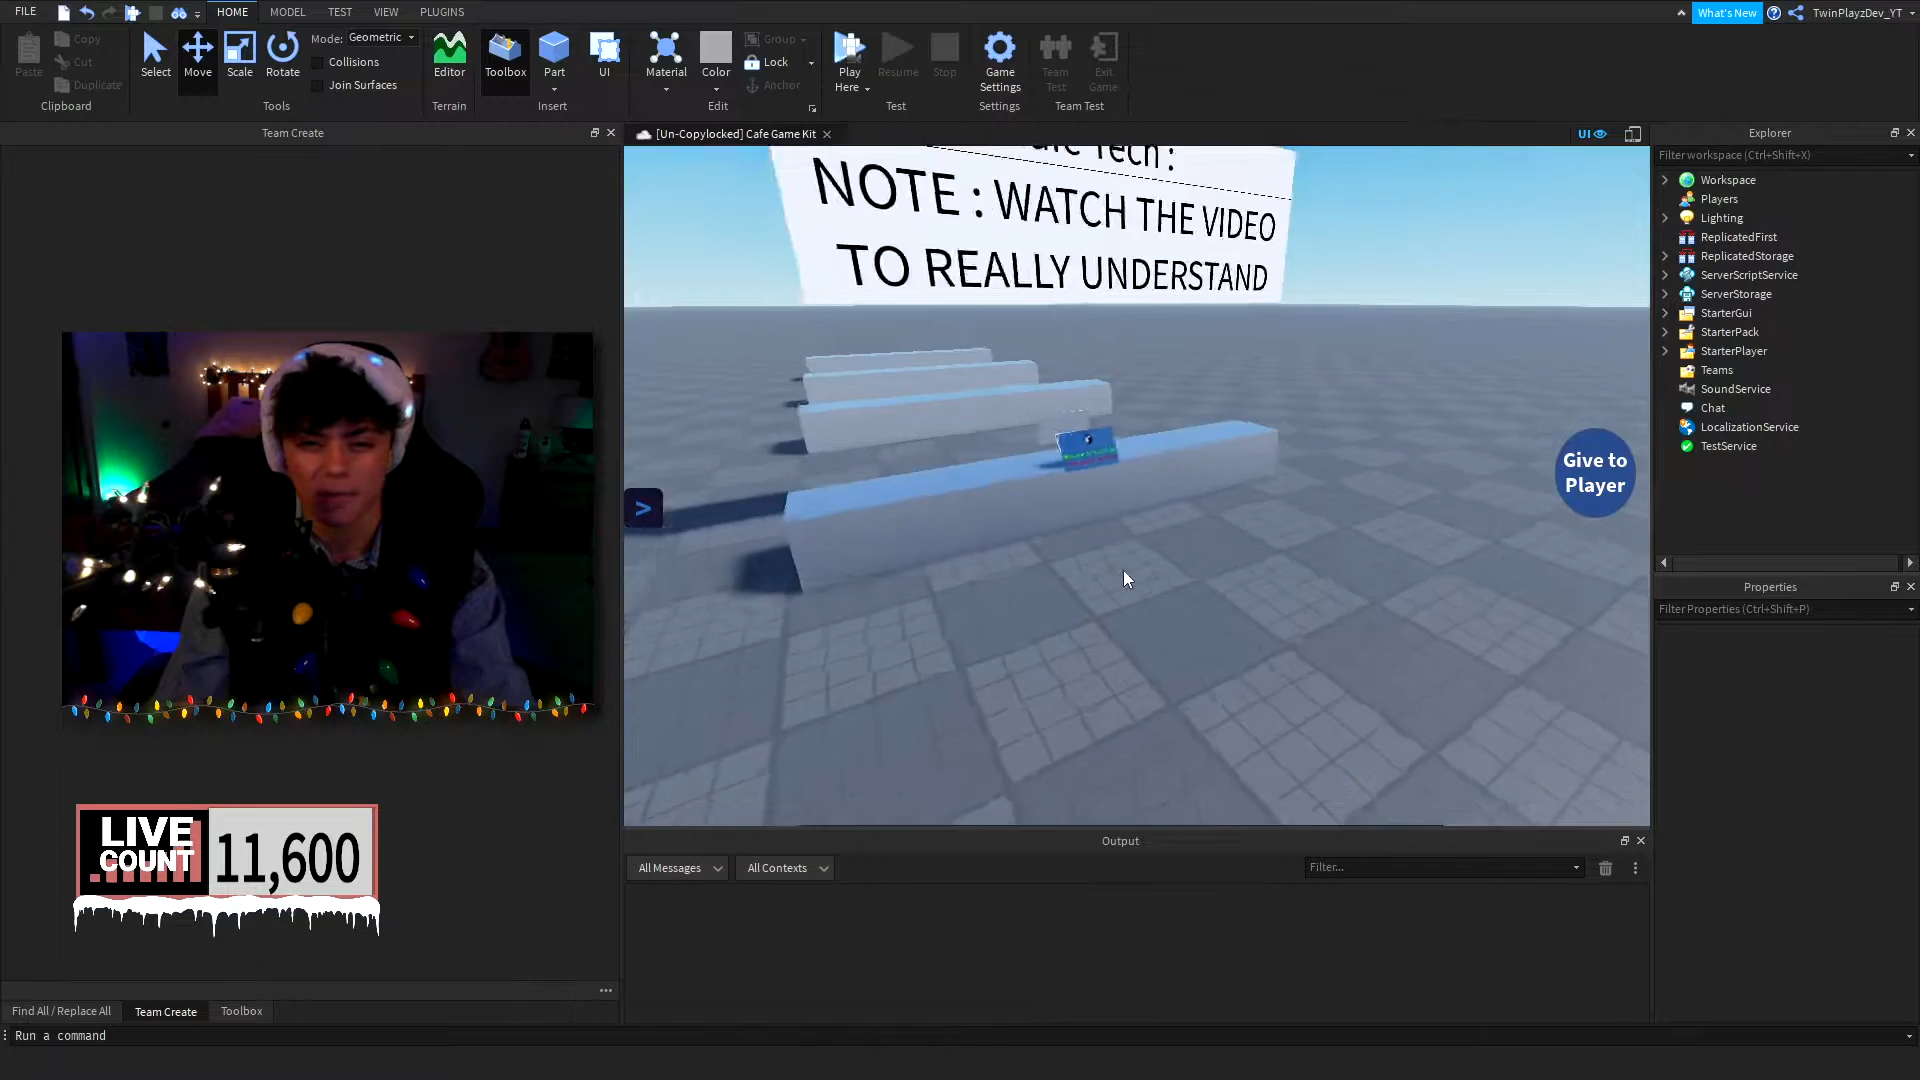 FILE
HOME
MODEL
TEST
VIEW
PLUGINS
What's New
TwinPlayzDev_YT
Paste
Copy
Cut
Duplicate
Clipboard
Select
Move
Scale
Rotate
Mode: Geometric
Collisions
Join Surfaces
Tools
Editor
Terrain
Toolbox
Part
UI
Insert
Material
Color
Group
Lock
Anchor
Edit
Play
Here
Resume
Stop
Test
Game
Settings
Settings
Team
Test
Exit
Game
Team Test
Team Create
LIVE
COUNT
11,600
Find All / Replace All
Team Create
Toolbox
Run a command
[Un-Copylocked] Cafe Game Kit
UI
Tech :
NOTE : WATCH THE VIDEO
TO REALLY UNDERSTAND
>
Give to
Player
Output
All Messages
All Contexts
Filter...
Explorer
Filter workspace (Ctrl+Shift+X)
Workspace
Players
Lighting
ReplicatedFirst
ReplicatedStorage
ServerScriptService
ServerStorage
StarterGui
StarterPack
StarterPlayer
Teams
SoundService
Chat
LocalizationService
TestService
Properties
Filter Properties (Ctrl+Shift+P)